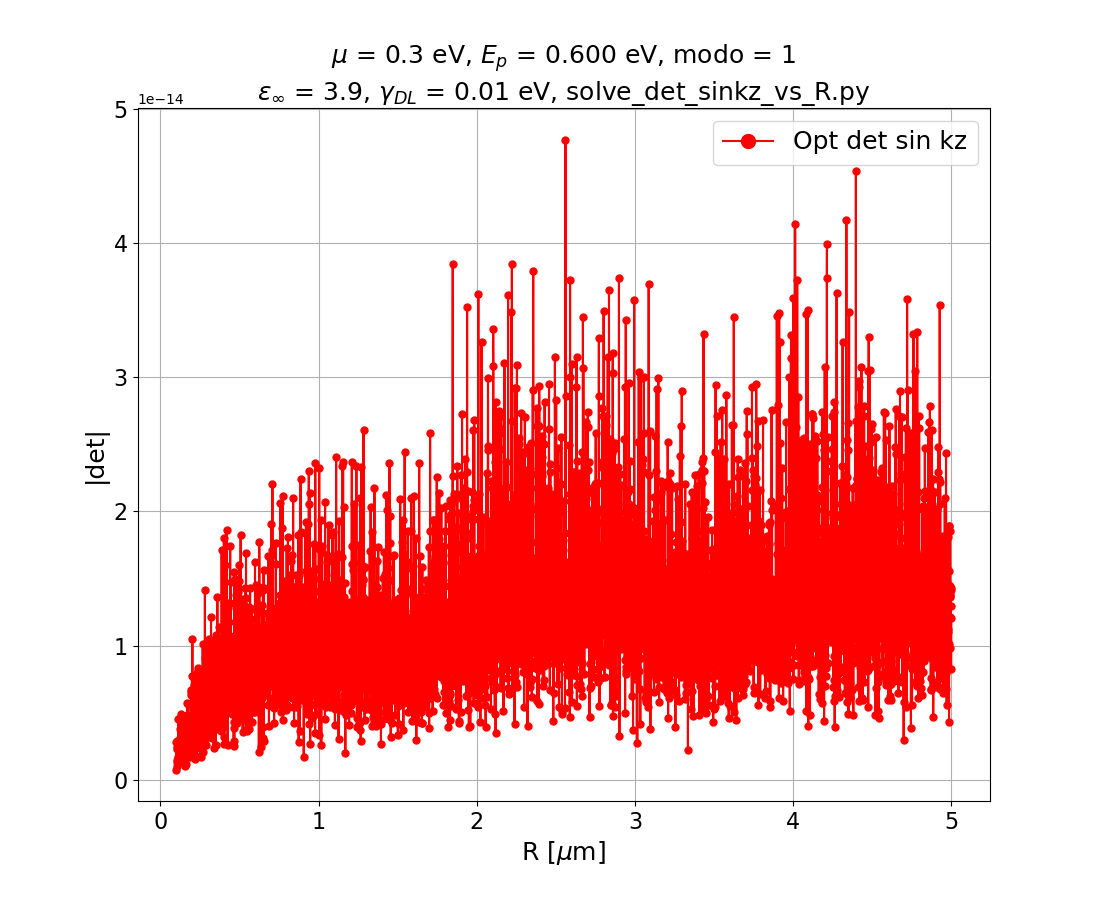 μ = 0.3 eV, E_p = 0.600 eV, modo = 1
ε_∞ = 3.9, γ_DL = 0.01 eV, solve_det_sinkz_vs_R.py
1e−14
Opt det sin kz
5
4
3
2
1
0
|det|
0 1 2 3 4 5
R [μm]